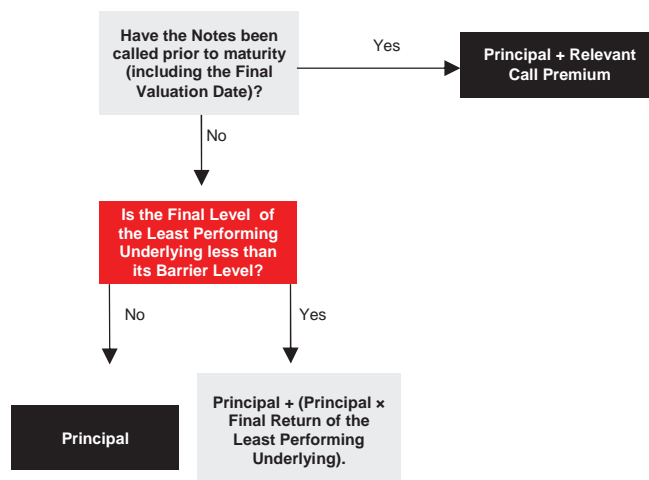 Have the Notes been
called prior to maturity
(including the Final
Valuation Date)?
Yes
Principal + Relevant
Call Premium
No
Is the Final Level of
the Least Performing
Underlying less than
its Barrier Level?
No
Yes
Principal
Principal + (Principal ×
Final Return of the
Least Performing
Underlying).